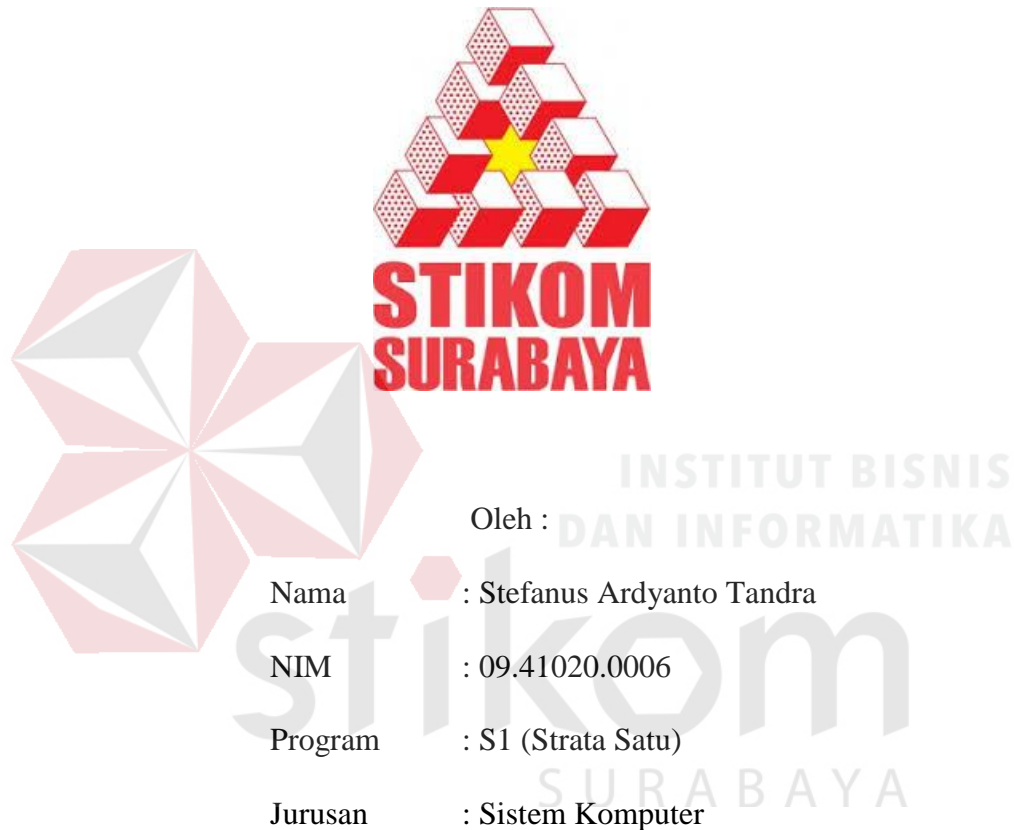 STIKOM
SURABAYA
INSTITUT BISNIS
Oleh :
DAN INFORMATIKA
Nama : Stefanus Ardyanto Tandra
stikom
NIM : 09.41020.0006
Program : S1 (Strata Satu)
SURABAYA
Jurusan : Sistem Komputer